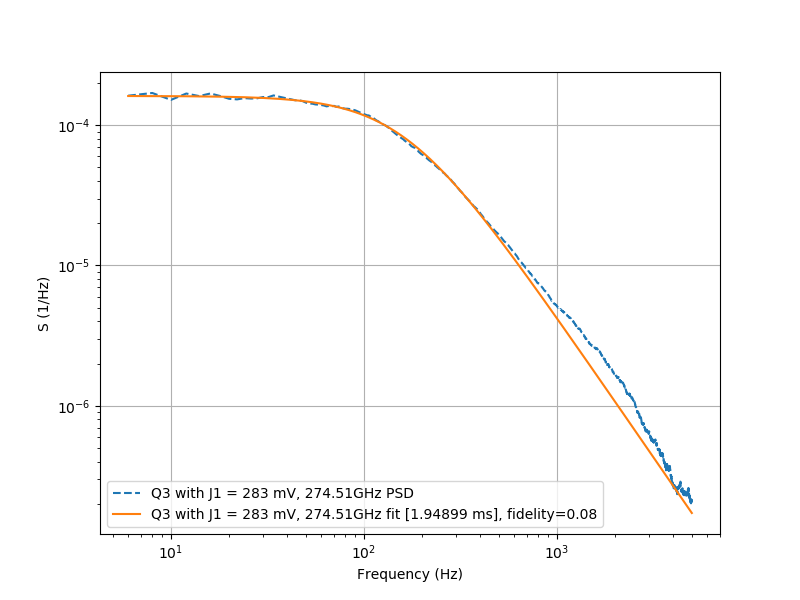 10⁻⁴
10⁻⁵
10⁻⁶
S (1/Hz)
Q3 with J1 = 283 mV, 274.51GHz PSD
Q3 with J1 = 283 mV, 274.51GHz fit [1.94899 ms], fidelity=0.08
10¹ 10² 10³
Frequency (Hz)